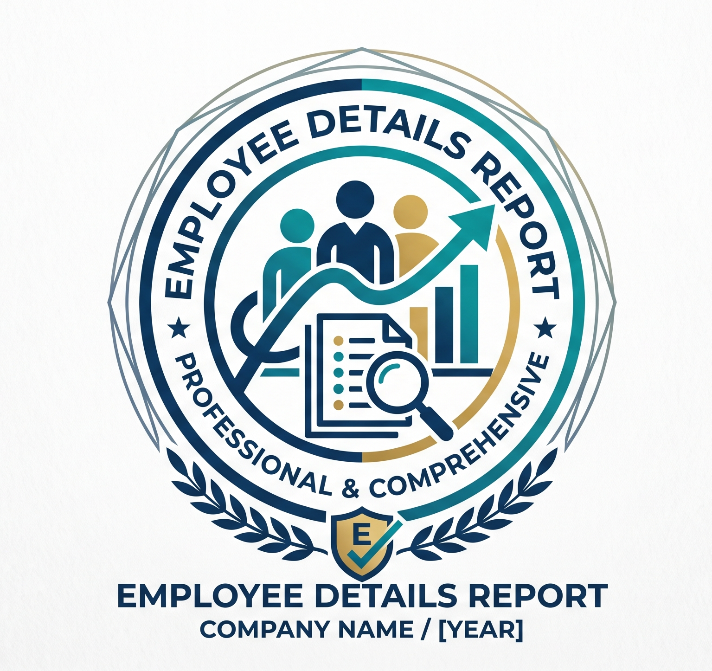 EMPLOYEE DETAILS REPORT
PROFESSIONAL & COMPREHENSIVE
E
EMPLOYEE DETAILS REPORT
COMPANY NAME / [YEAR]